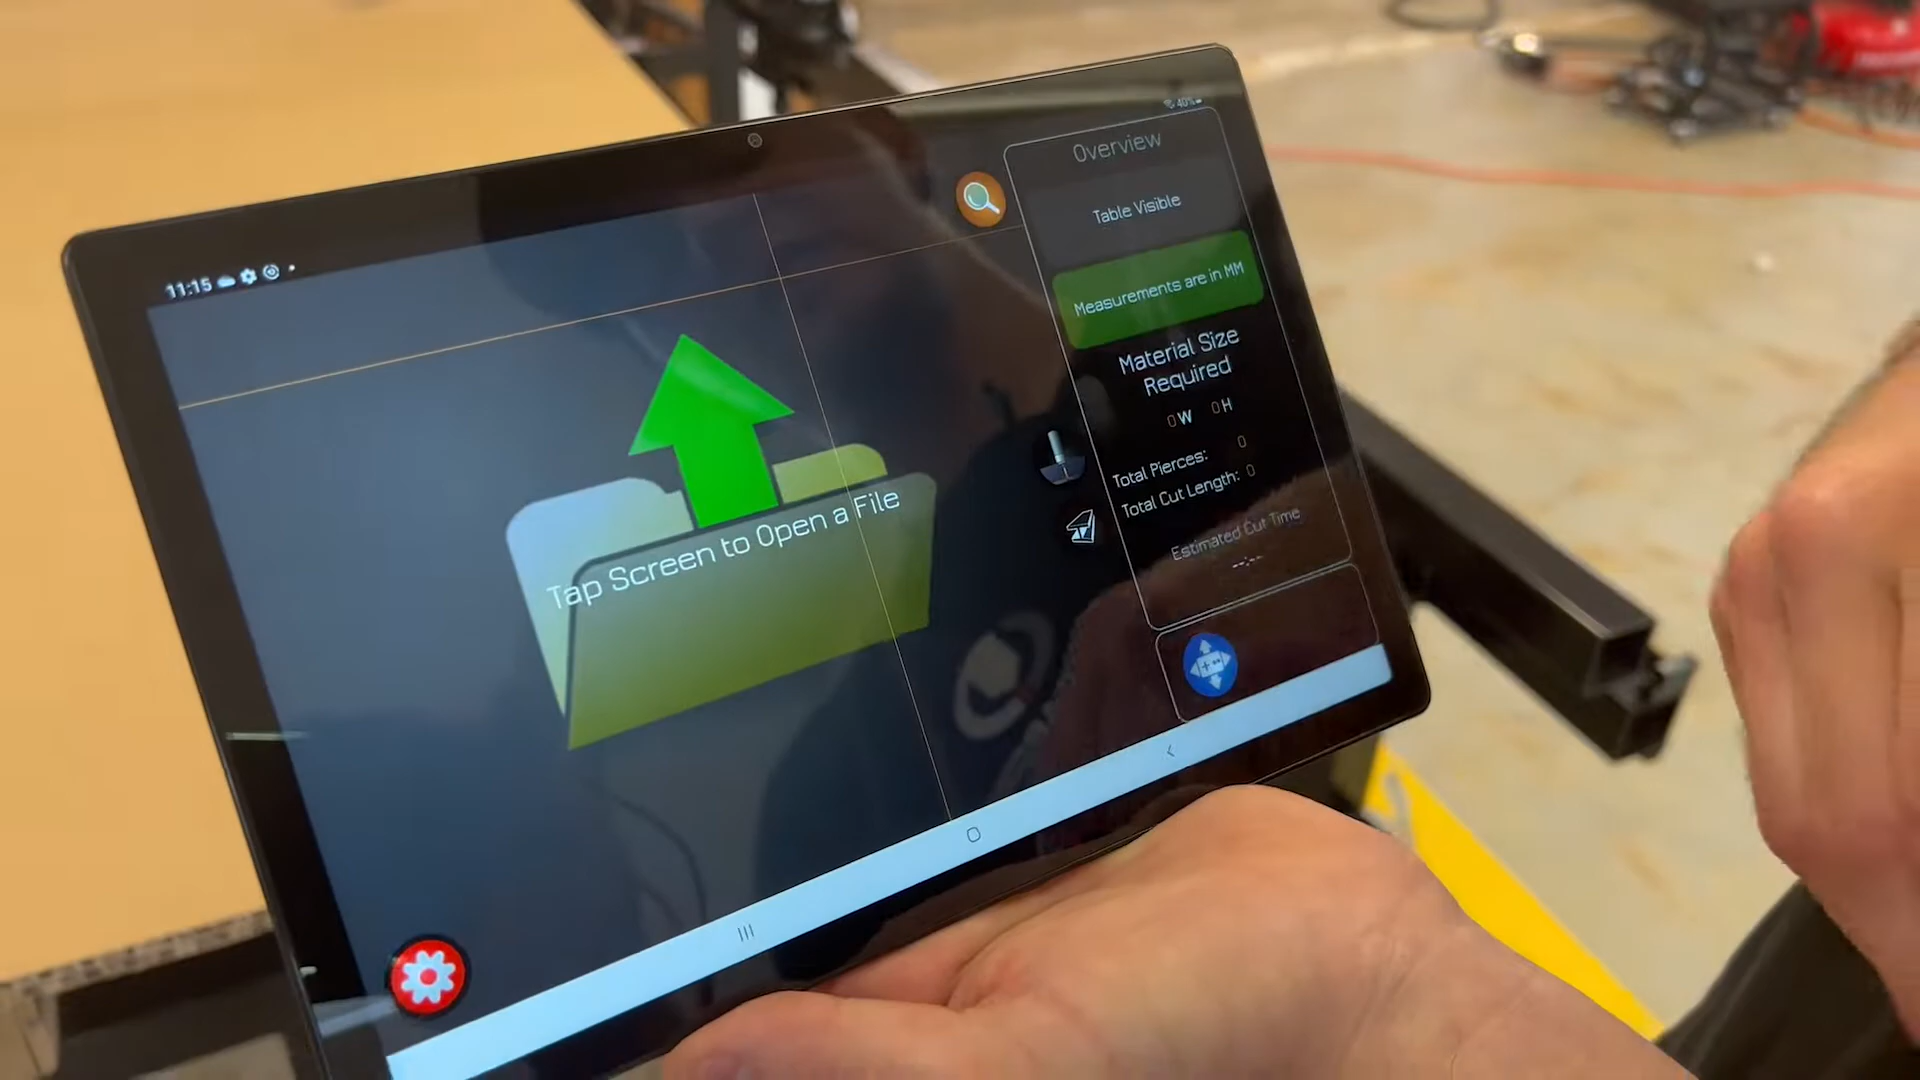 11:15
40%
Overview
Table Visible
Measurements are in MM
Material Size
Required
0W 0H
Total Pierces: 0
Total Cut Length: 0
Estimated Cut Time
--:--
Tap Screen to Open a File